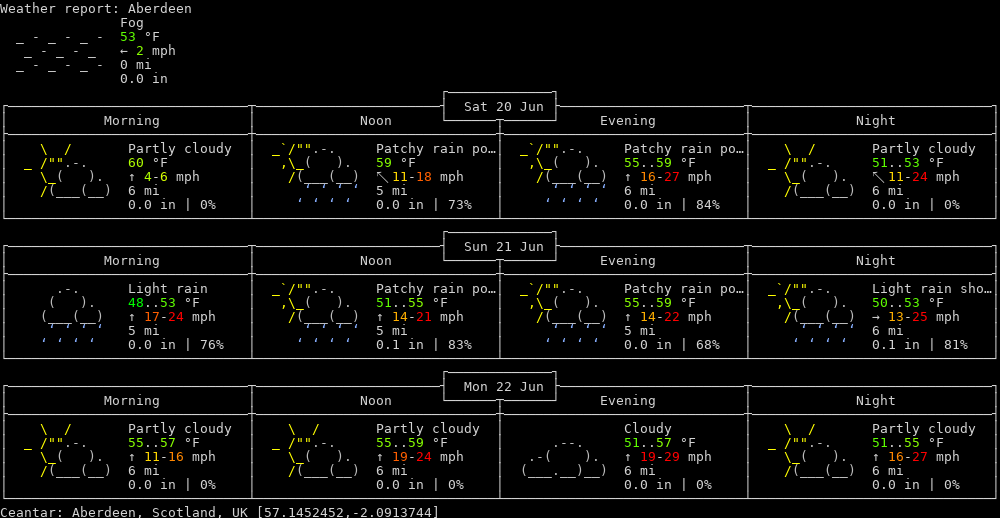 Weather report: Aberdeen
Fog
53 °F
← 2 mph
0 mi
0.0 in
Sat 20 Jun
Morning Noon Evening Night
Partly cloudy Patchy rain po… Patchy rain po… Partly cloudy
60 °F 59 °F 55..59 °F 51..53 °F
↑ 4-6 mph ↖ 11-18 mph ↑ 16-27 mph ↖ 11-24 mph
6 mi 5 mi 6 mi 6 mi
0.0 in | 0% 0.0 in | 73% 0.0 in | 84% 0.0 in | 0%
Sun 21 Jun
Morning Noon Evening Night
Light rain Patchy rain po… Patchy rain po… Light rain sho…
48..53 °F 51..55 °F 55..59 °F 50..53 °F
↑ 17-24 mph ↑ 14-21 mph ↑ 14-22 mph → 13-25 mph
5 mi 5 mi 5 mi 6 mi
0.0 in | 76% 0.1 in | 83% 0.0 in | 68% 0.1 in | 81%
Mon 22 Jun
Morning Noon Evening Night
Partly cloudy Partly cloudy Cloudy Partly cloudy
55..57 °F 55..59 °F 51..57 °F 51..55 °F
↑ 11-16 mph ↑ 19-24 mph ↑ 19-29 mph ↑ 16-27 mph
6 mi 6 mi 6 mi 6 mi
0.0 in | 0% 0.0 in | 0% 0.0 in | 0% 0.0 in | 0%
Ceantar: Aberdeen, Scotland, UK [57.1452452,-2.0913744]